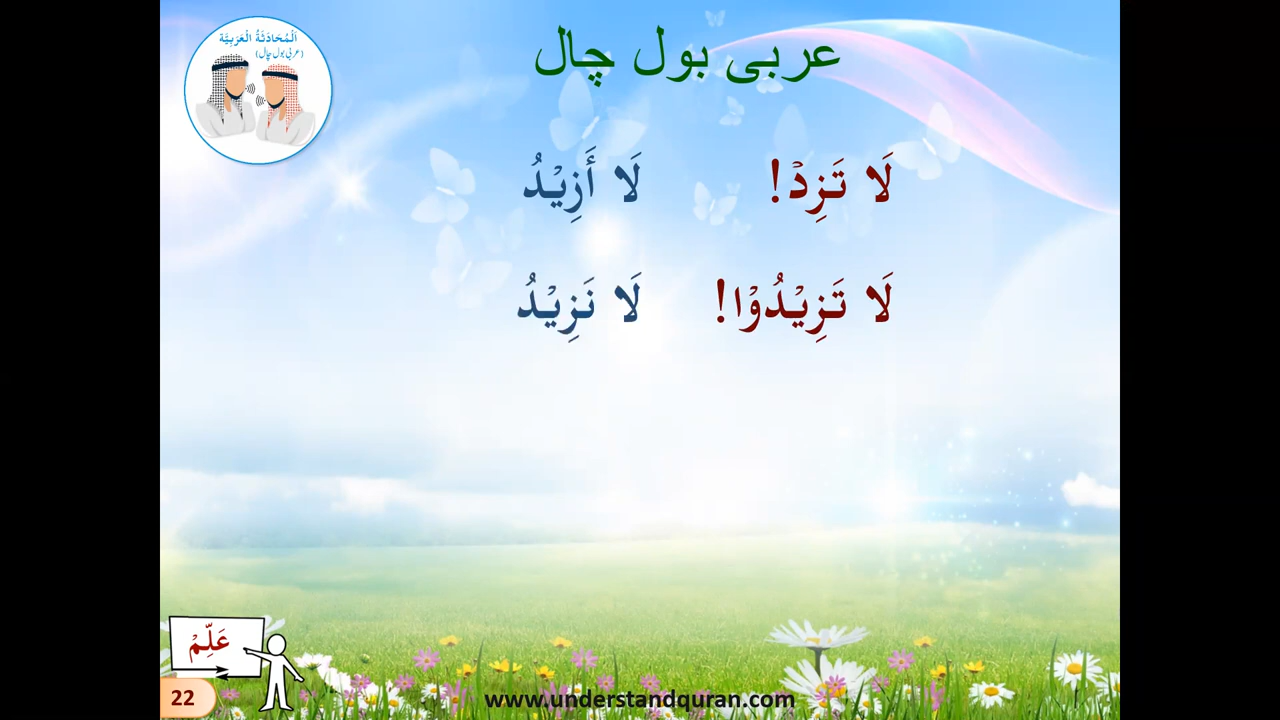 اَلْمُحَادَثَةُ الْعَرَبِيَّة
(عربی بول چال)
عربی بول چال
لَا تَزِدْ! لَا أَزِيْدُ
لَا تَزِيْدُوْا! لَا نَزِيْدُ
عَلِّمْ
22
www.understandquran.com